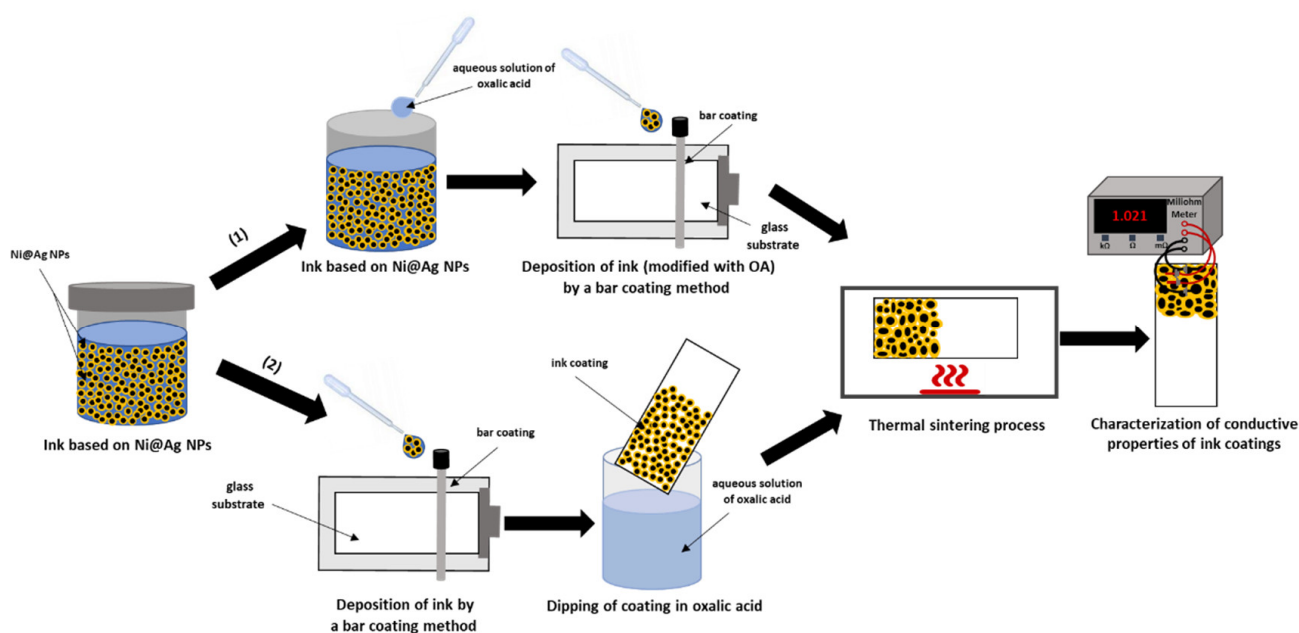 aqueous solution of
oxalic acid
Ink based on Ni@Ag NPs
bar coating
glass
substrate
Deposition of ink (modified with OA)
by a bar coating method
(1)
Ni@Ag NPs
Ink based on Ni@Ag NPs
(2)
bar coating
glass
substrate
Deposition of ink by
a bar coating method
ink coating
aqueous solution
of oxalic acid
Dipping of coating in oxalic acid
Thermal sintering process
1.021
Milliohm
Meter
kΩ Ω mΩ
Characterization of conductive
properties of ink coatings